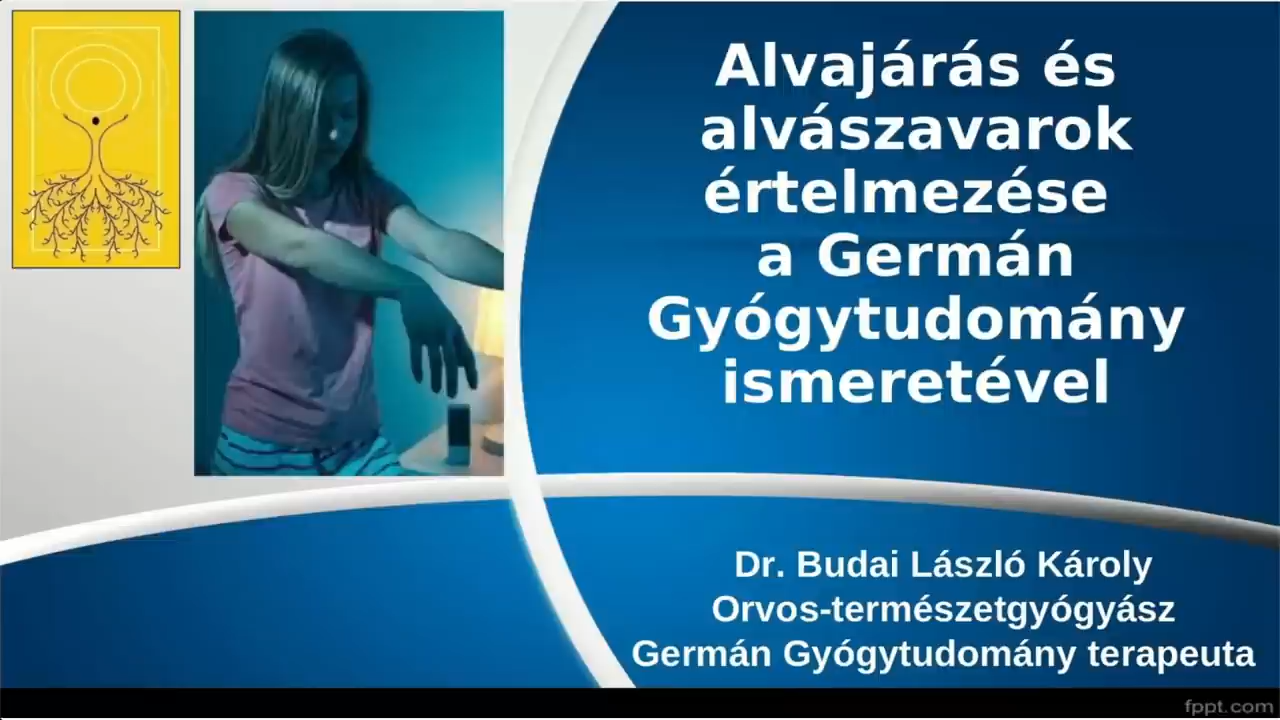 Alvajárás és
alvászavarok
értelmezése
a Germán
Gyógytudomány
ismeretével
Dr. Budai László Károly
Orvos-természetgyógyász
Germán Gyógytudomány terapeuta
fppt.com